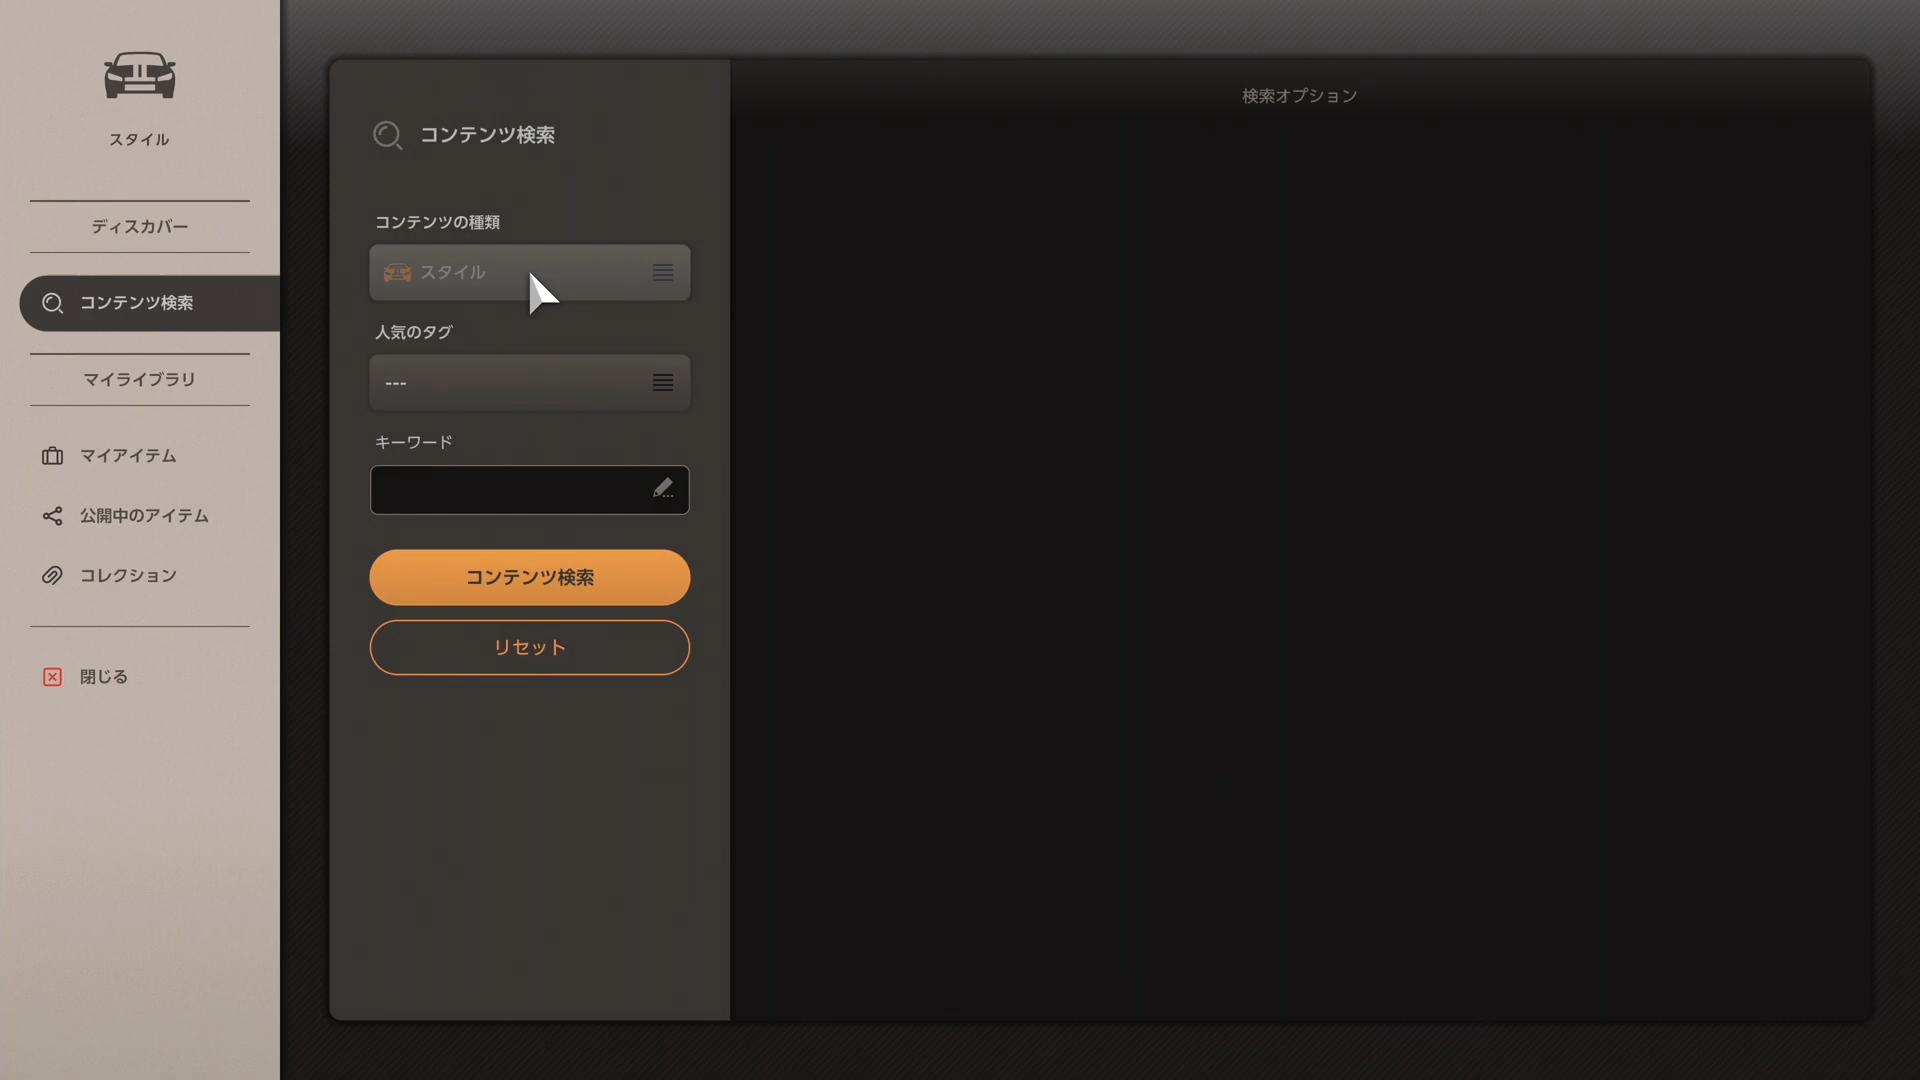 スタイル
ディスカバー
コンテンツ検索
マイライブラリ
マイアイテム
公開中のアイテム
コレクション
閉じる
コンテンツ検索
コンテンツの種類
スタイル
人気のタグ
---
キーワード
コンテンツ検索
リセット
検索オプション